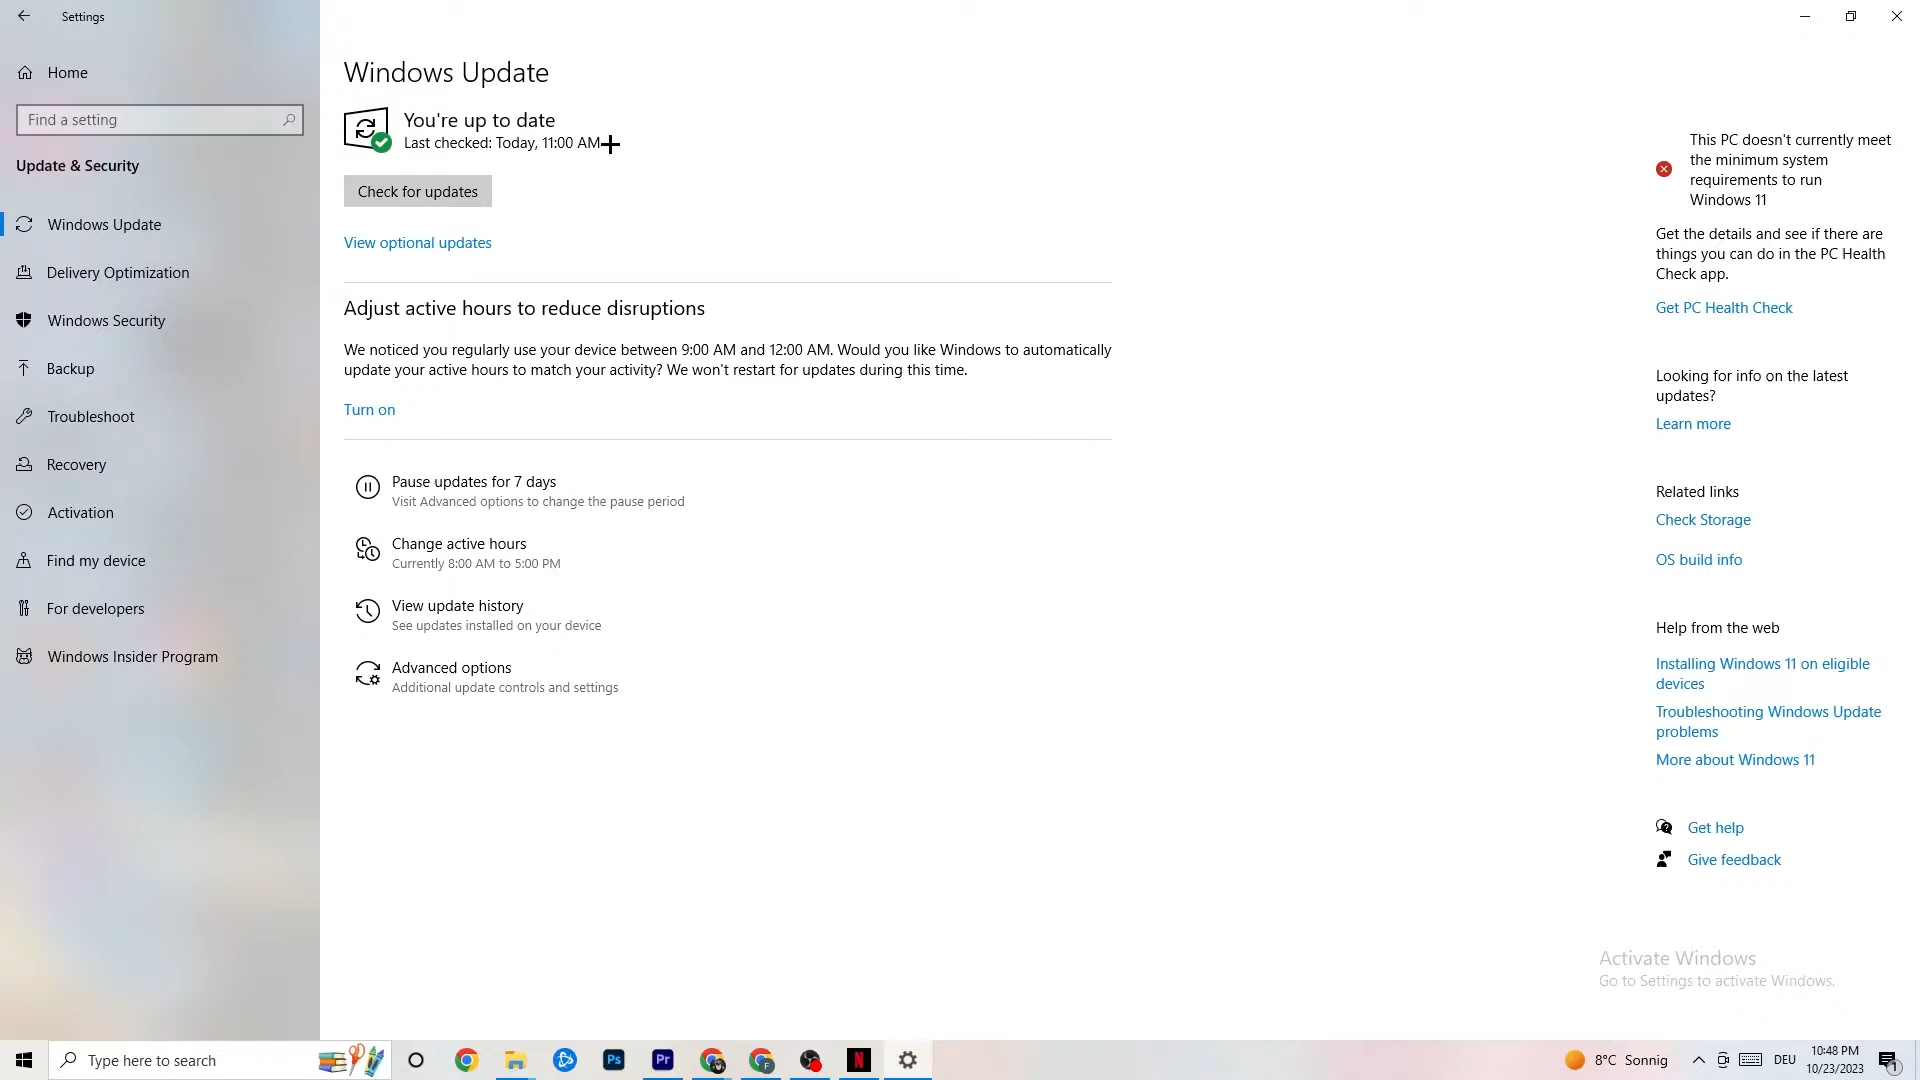 Settings
Home
Find a setting
Update & Security
Windows Update
Delivery Optimization
Windows Security
Backup
Troubleshoot
Recovery
Activation
Find my device
For developers
Windows Insider Program
Windows Update
You're up to date
Last checked: Today, 11:00 AM
Check for updates
View optional updates
Adjust active hours to reduce disruptions
We noticed you regularly use your device between 9:00 AM and 12:00 AM. Would you like Windows to automatically
update your active hours to match your activity? We won't restart for updates during this time.
Turn on
Pause updates for 7 days
Visit Advanced options to change the pause period
Change active hours
Currently 8:00 AM to 5:00 PM
View update history
See updates installed on your device
Advanced options
Additional update controls and settings
This PC doesn't currently meet
the minimum system
requirements to run
Windows 11
Get the details and see if there are
things you can do in the PC Health
Check app.
Get PC Health Check
Looking for info on the latest
updates?
Learn more
Related links
Check Storage
OS build info
Help from the web
Installing Windows 11 on eligible
devices
Troubleshooting Windows Update
problems
More about Windows 11
Get help
Give feedback
Activate Windows
Go to Settings to activate Windows.
Type here to search
Ps
Pr
F
N
8°C Sonnig
DEU
10:48 PM
10/23/2023
1